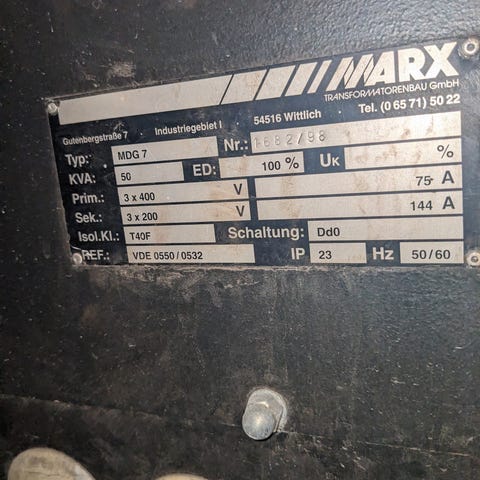 MARX
TRANSFORMATORENBAU GmbH
Gutenbergstraße 7 Industriegebiet I 54516 Wittlich Tel. (0 65 71) 50 22
Typ: MDG 7 Nr.: 1682/98
KVA: 50 ED: 100 % UK %
Prim.: 3 x 400 V 75 A
Sek.: 3 x 200 V 144 A
Isol.Kl.: T40F Schaltung: Dd0
REF.: VDE 0550/0532 IP 23 Hz 50/60